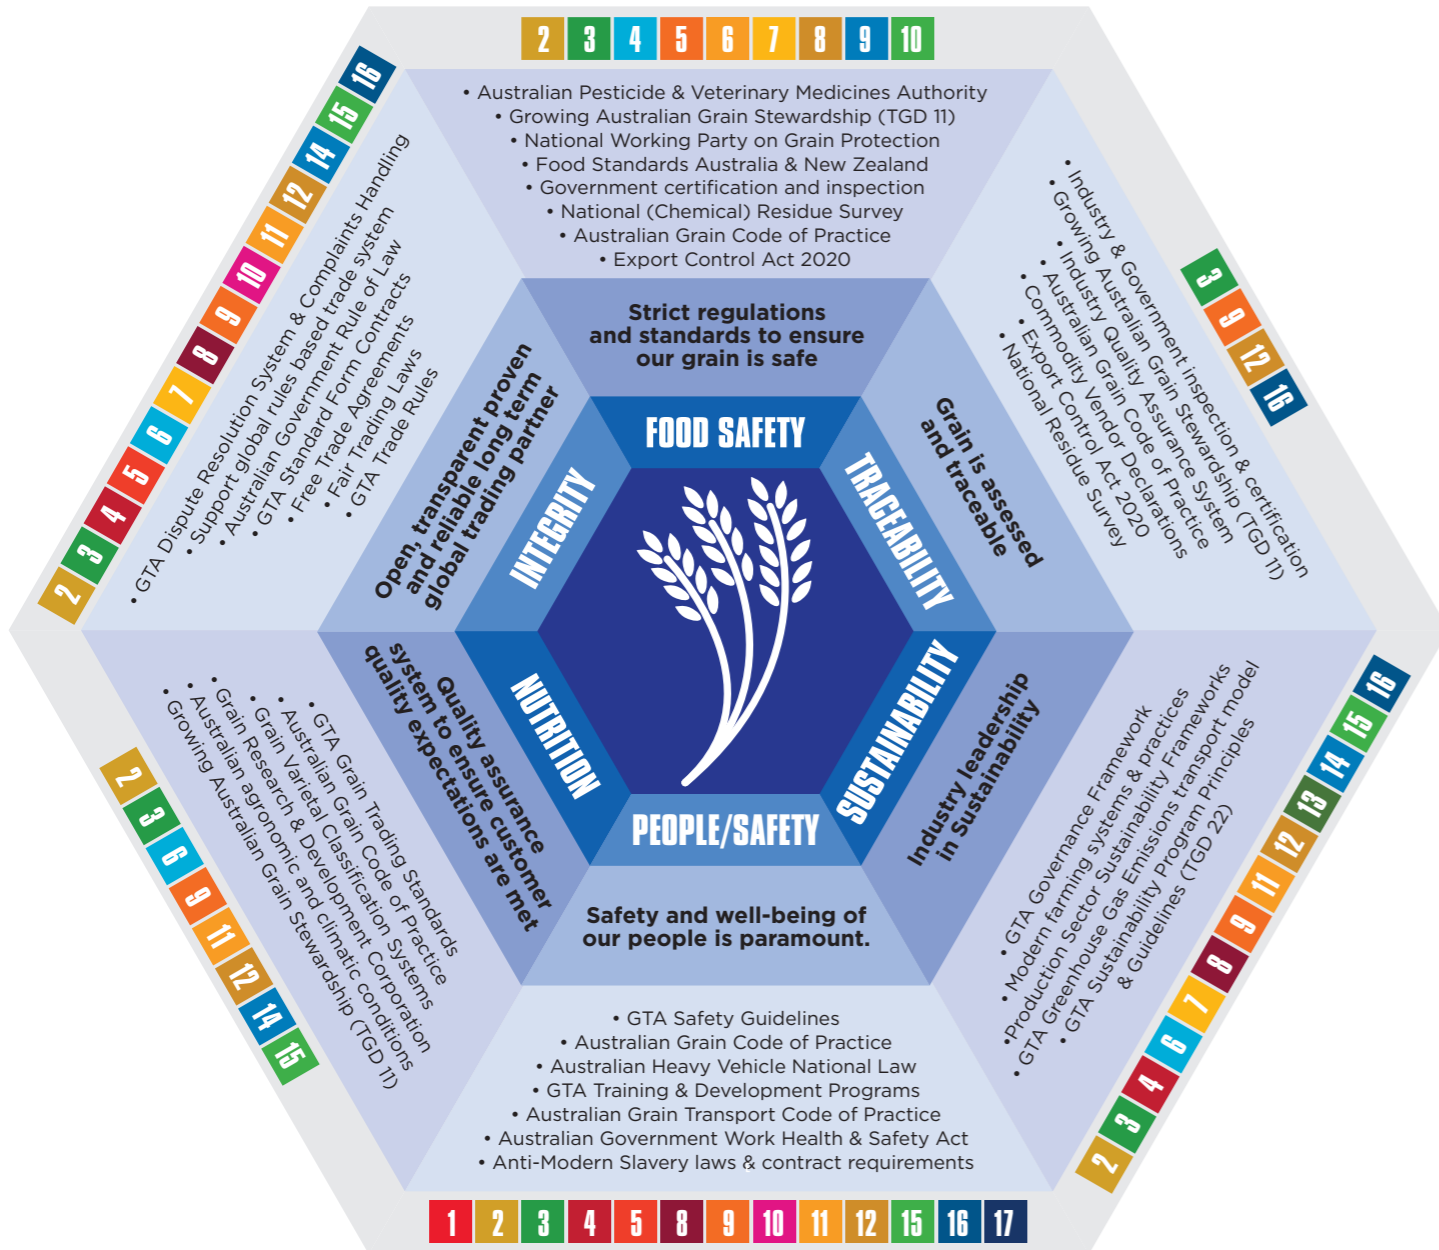 2 3 4 5 6 7 8 9 10
• Australian Pesticide & Veterinary Medicines Authority
• Growing Australian Grain Stewardship (TGD 11)
• National Working Party on Grain Protection
• Food Standards Australia & New Zealand
• Government certification and inspection
• National (Chemical) Residue Survey
• Australian Grain Code of Practice
• Export Control Act 2020
Strict regulations
and standards to ensure
our grain is safe
FOOD SAFETY
3 9 12 16
• Industry & Government inspection & certification
• Growing Australian Grain Stewardship (TGD 11)
• Industry Quality Assurance System
• Australian Grain Code of Practice
• Commodity Vendor Declarations
• Export Control Act 2020
• National Residue Survey
Grain is assessed
and traceable
TRACEABILITY
SUSTAINABILITY
Industry leadership
in Sustainability
• GTA Governance Framework
• Modern farming systems & practices
•Production Sector Sustainability Frameworks
• GTA Greenhouse Gas Emissions transport model
• GTA Sustainability Program Principles
& Guidelines (TGD 22)
2 3 4 6 7 8 9 11 12 13 14 15 16
PEOPLE/SAFETY
Safety and well-being of
our people is paramount.
• GTA Safety Guidelines
• Australian Grain Code of Practice
• Australian Heavy Vehicle National Law
• GTA Training & Development Programs
• Australian Grain Transport Code of Practice
• Australian Government Work Health & Safety Act
• Anti-Modern Slavery laws & contract requirements
1 2 3 4 5 8 9 10 11 12 15 16 17
NUTRITION
Quality assurance
system to ensure customer
quality expectations are met
• GTA Grain Trading Standards
• Australian Grain Code of Practice
• Grain Varietal Classification Systems
• Grain Research & Development Corporation
• Australian agronomic and climatic conditions
• Growing Australian Grain Stewardship (TGD 11)
2 3 6 9 11 12 14 15
INTEGRITY
Open, transparent proven
and reliable long term
global trading partner
• GTA Dispute Resolution System & Complaints Handling
• Support global rules based trade system
• Australian Government Rule of Law
• GTA Standard Form Contracts
• Free Trade Agreements
• Fair Trading Laws
• GTA Trade Rules
2 3 4 5 6 7 8 9 10 11 12 14 15 16